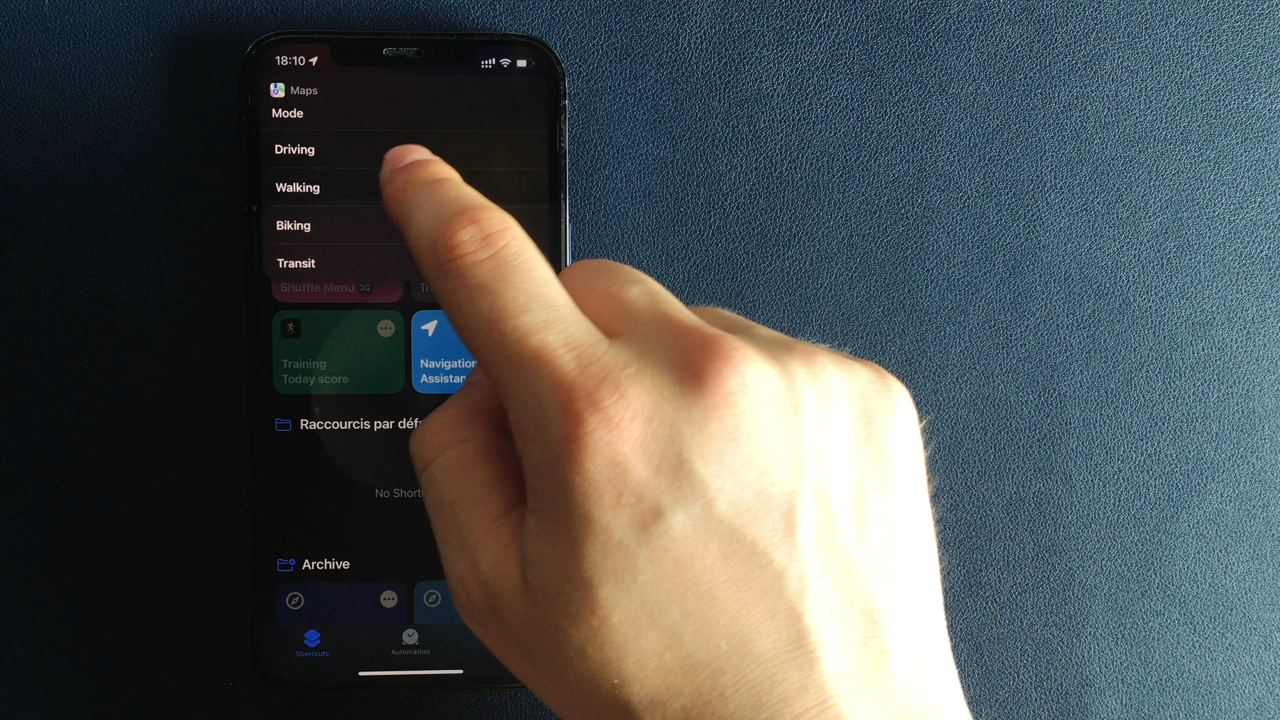 18:10
Maps
Mode
Driving
Walking
Biking
Transit
Shuffle Menu
Training
Today score
Navigation
Assistan
Raccourcis par déf
No Short
Archive
Shortcuts
Automation